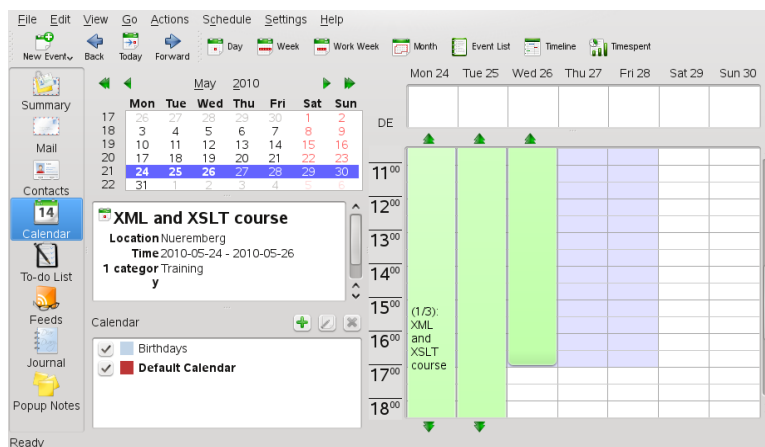 File Edit View Go Actions Schedule Settings Help
New Event Back Today Forward Day Week Work Week Month Event List Timeline Timespent
Summary
Mail
Contacts
14
Calendar
To-do List
Feeds
Journal
Popup Notes
May 2010
Mon Tue Wed Thu Fri Sat Sun
17 26 27 28 29 30 1 2
18 3 4 5 6 7 8 9
19 10 11 12 13 14 15 16
20 17 18 19 20 21 22 23
21 24 25 26 27 28 29 30
22 31 1 2 3 4 5 6
XML and XSLT course
Location Nueremberg
Time 2010-05-24 - 2010-05-26
1 categor Training
y
Calendar
Birthdays
Default Calendar
Mon 24 Tue 25 Wed 26 Thu 27 Fri 28 Sat 29 Sun 30
DE
1100
1200
1300
1400
1500
1600
1700
1800
(1/3):
XML
and
XSLT
course
Ready